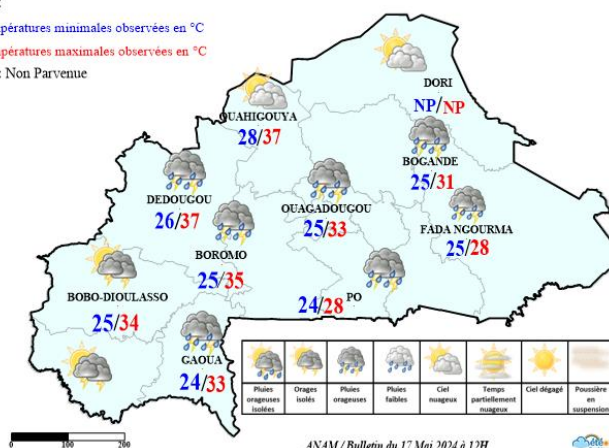 pératures minimales observées en °C
pératures maximales observées en °C
: Non Parvenue
DORI
NP/NP
OUAHIGOUYA
28/37
BOGANDE
25/31
DEDOUGOU
26/37
OUAGADOUGOU
25/33
FADA NGOURMA
25/28
BOROMO
25/35
BOBO-DIOULASSO
25/34
PO
24/28
GAOUA
24/33
Pluies orageuses isolées
Orages isolés
Pluies orageuses
Pluies faibles
Ciel nuageux
Temps partiellement nuageux
Ciel dégagé
Poussière en suspension
0 100 200
ANAM / Bulletin du 17 Mai 2024 à 12H